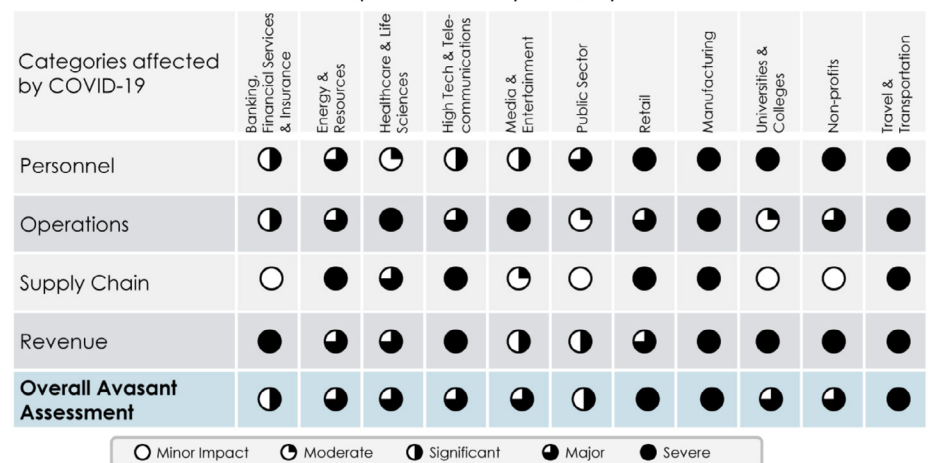 Categories affected
by COVID-19
Banking,
Financial Services
& Insurance
Energy &
Resources
Healthcare & Life
Sciences
High Tech & Tele-
communications
Media &
Entertainment
Public Sector
Retail
Manufacturing
Universities &
Colleges
Non-profits
Travel &
Transportation
Personnel
Operations
Supply Chain
Revenue
Overall Avasant
Assessment
Minor Impact Moderate Significant Major Severe